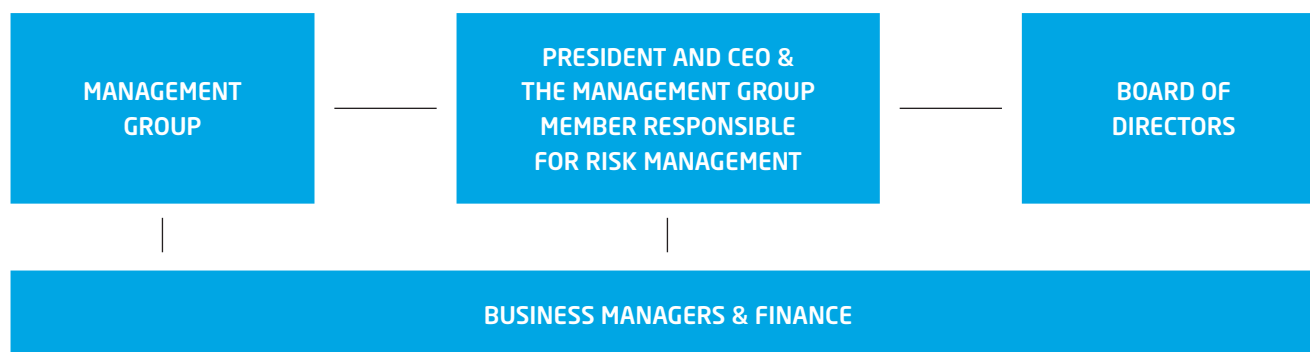 MANAGEMENT
GROUP
PRESIDENT AND CEO &
THE MANAGEMENT GROUP
MEMBER RESPONSIBLE
FOR RISK MANAGEMENT
BOARD OF
DIRECTORS
BUSINESS MANAGERS & FINANCE